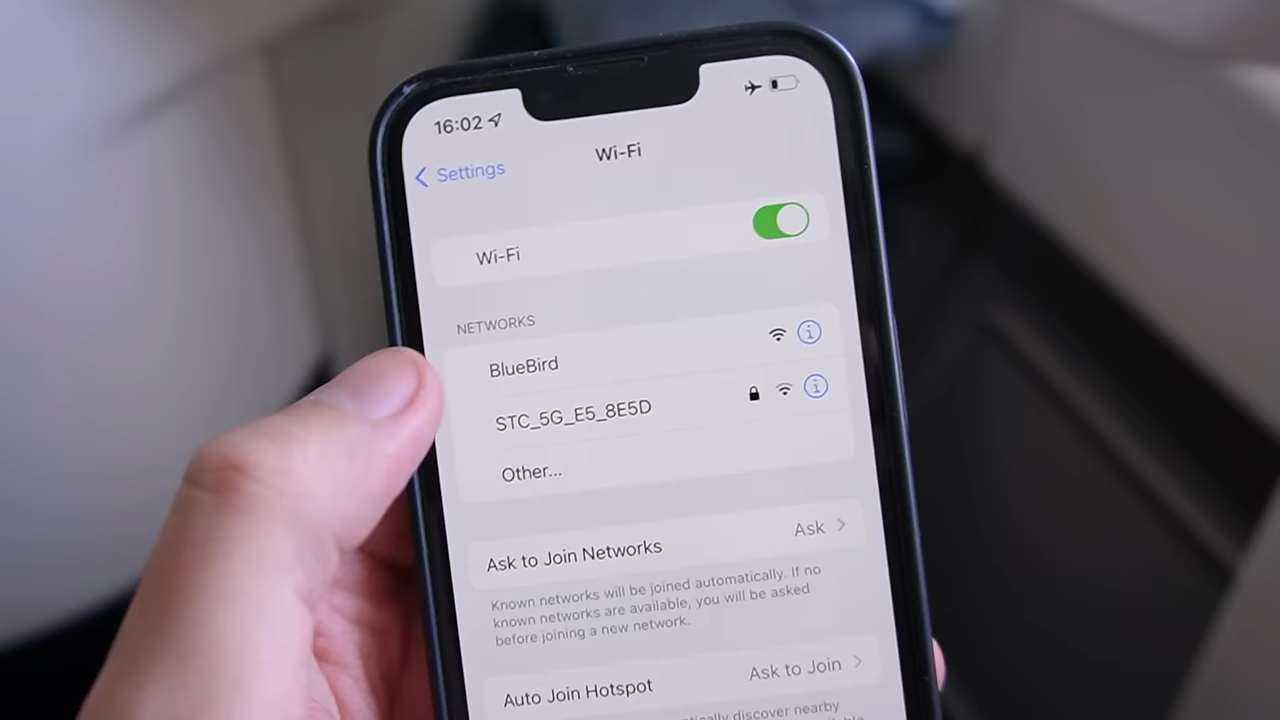 16:02
Settings
Wi-Fi
Wi-Fi
NETWORKS
BlueBird
STC_5G_E5_8E5D
Other...
Ask to Join Networks
Ask
Known networks will be joined automatically. If no
known networks are available, you will be asked
before joining a new network.
Auto Join Hotspot
Ask to Join
discover nearby